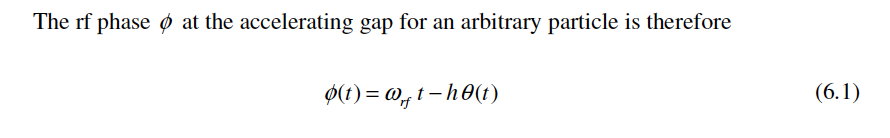 The rf phase ϕ at the accelerating gap for an arbitrary particle is therefore
ϕ(t) = ω_rf t − hθ(t) (6.1)